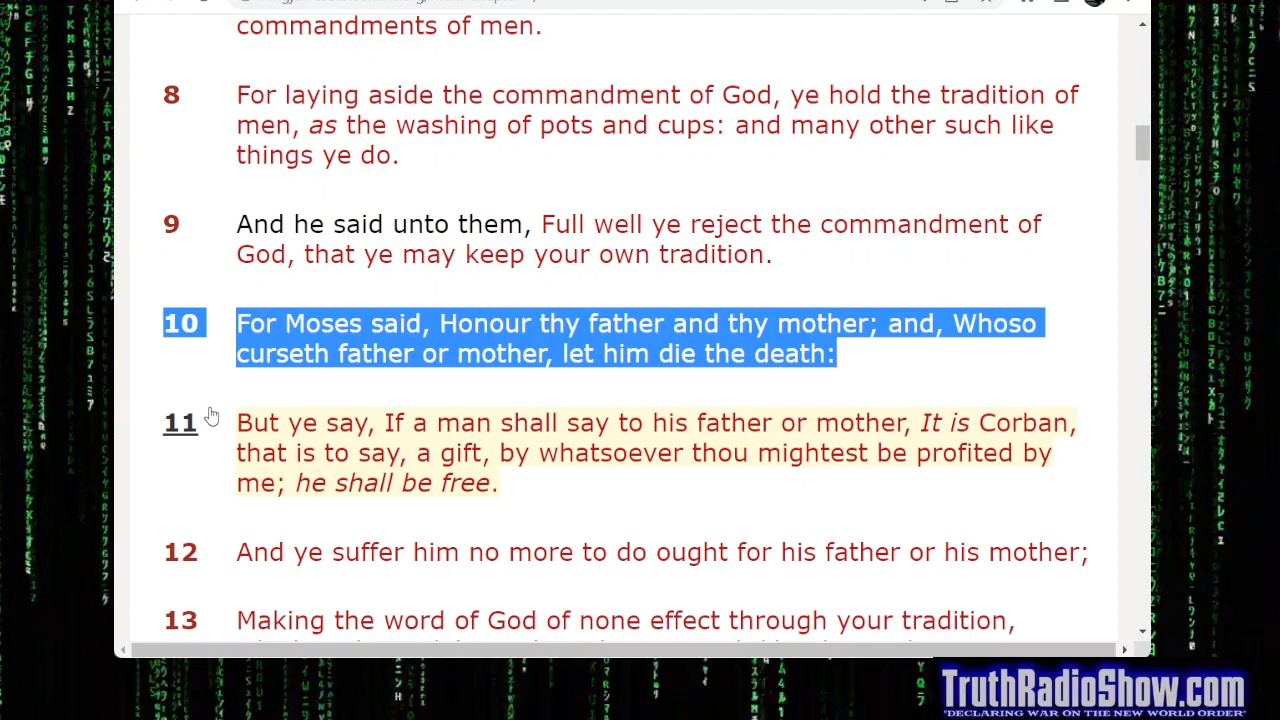 commandments of men.
8 For laying aside the commandment of God, ye hold the tradition of
men, as the washing of pots and cups: and many other such like
things ye do.
9 And he said unto them, Full well ye reject the commandment of
God, that ye may keep your own tradition.
10 For Moses said, Honour thy father and thy mother; and, Whoso
curseth father or mother, let him die the death:
11 But ye say, If a man shall say to his father or mother, It is Corban,
that is to say, a gift, by whatsoever thou mightest be profited by
me; he shall be free.
12 And ye suffer him no more to do ought for his father or his mother;
13 Making the word of God of none effect through your tradition,
TruthRadioShow.com
"DECLARING WAR ON THE NEW WORLD ORDER"